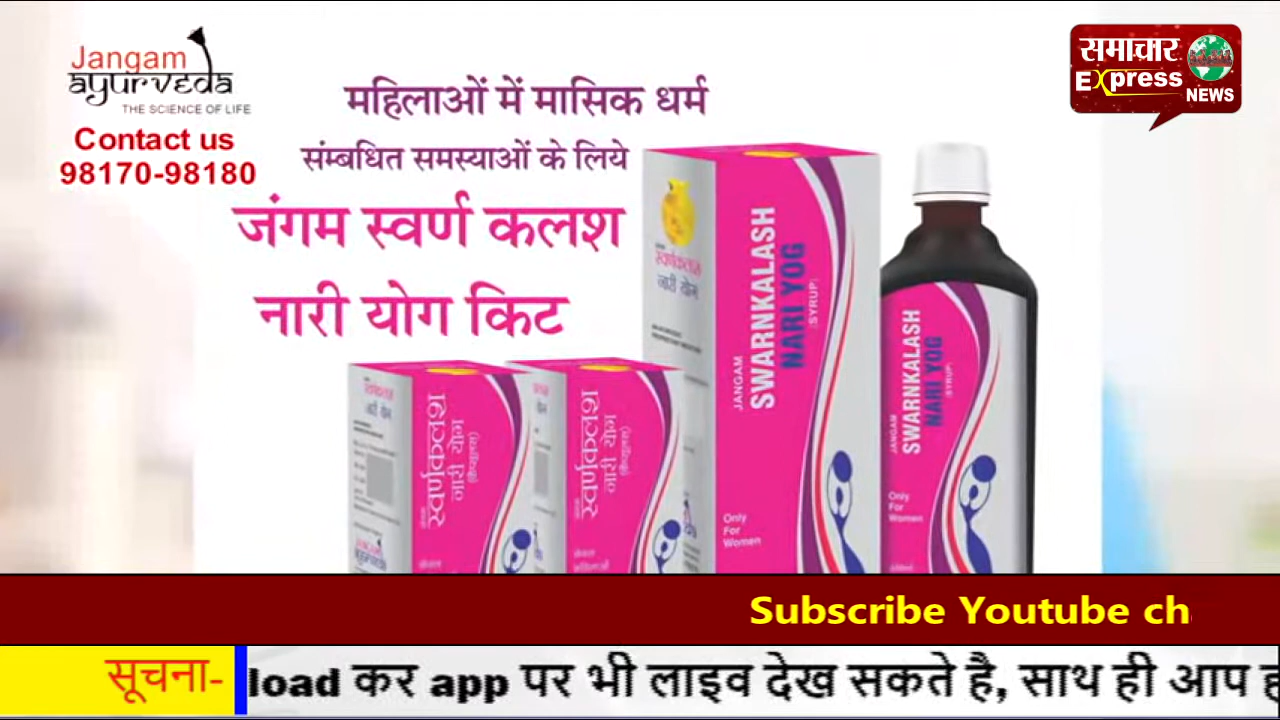 Jangam
ayurveda
THE SCIENCE OF LIFE
Contact us
98170-98180
समाचार
Express
NEWS
महिलाओं में मासिक धर्म
संम्बधित समस्याओं के लिये
जंगम स्वर्ण कलश
नारी योग किट
स्वर्णकलश
नारी योग
(कैप्सूल)
स्वर्णकलश
नारी योग
(कैप्सूल)
स्वर्णकलश
नारी योग
JANGAM
SWARNKALASH
NARI YOG
(SYRUP)
Only
For
Women
JANGAM
SWARNKALASH
NARI YOG
(SYRUP)
Only
For
Women
Subscribe Youtube ch
सूचना-
load कर app पर भी लाइव देख सकते है, साथ ही आप ह